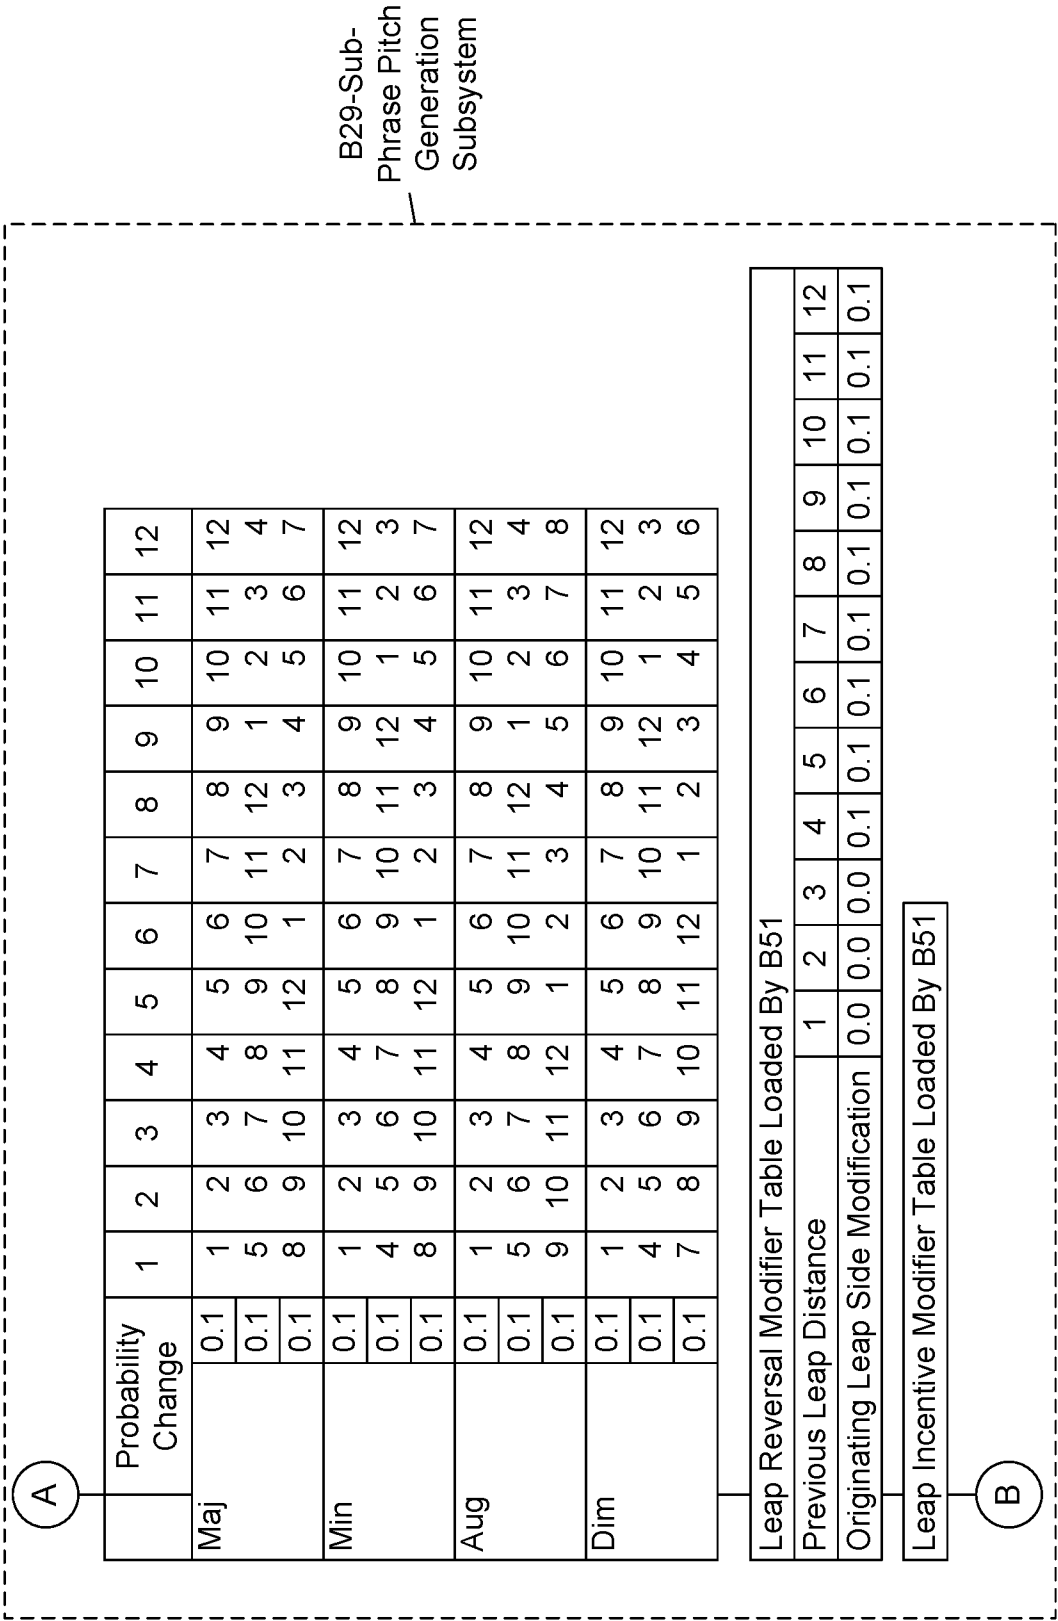 A
B29-Sub-
Phrase Pitch
Generation
Subsystem
Probability
Change 1 2 3 4 5 6 7 8 9 10 11 12
Maj 0.1 1 2 3 4 5 6 7 8 9 10 11 12
0.1 5 6 7 8 9 10 11 12 1 2 3 4
0.1 8 9 10 11 12 1 2 3 4 5 6 7
Min 0.1 1 2 3 4 5 6 7 8 9 10 11 12
0.1 4 5 6 7 8 9 10 11 12 1 2 3
0.1 8 9 10 11 12 1 2 3 4 5 6 7
Aug 0.1 1 2 3 4 5 6 7 8 9 10 11 12
0.1 5 6 7 8 9 10 11 12 1 2 3 4
0.1 9 10 11 12 1 2 3 4 5 6 7 8
Dim 0.1 1 2 3 4 5 6 7 8 9 10 11 12
0.1 4 5 6 7 8 9 10 11 12 1 2 3
0.1 7 8 9 10 11 12 1 2 3 4 5 6
Leap Reversal Modifier Table Loaded By B51
Previous Leap Distance 1 2 3 4 5 6 7 8 9 10 11 12
Originating Leap Side Modification 0.0 0.0 0.0 0.1 0.1 0.1 0.1 0.1 0.1 0.1 0.1 0.1
Leap Incentive Modifier Table Loaded By B51
B